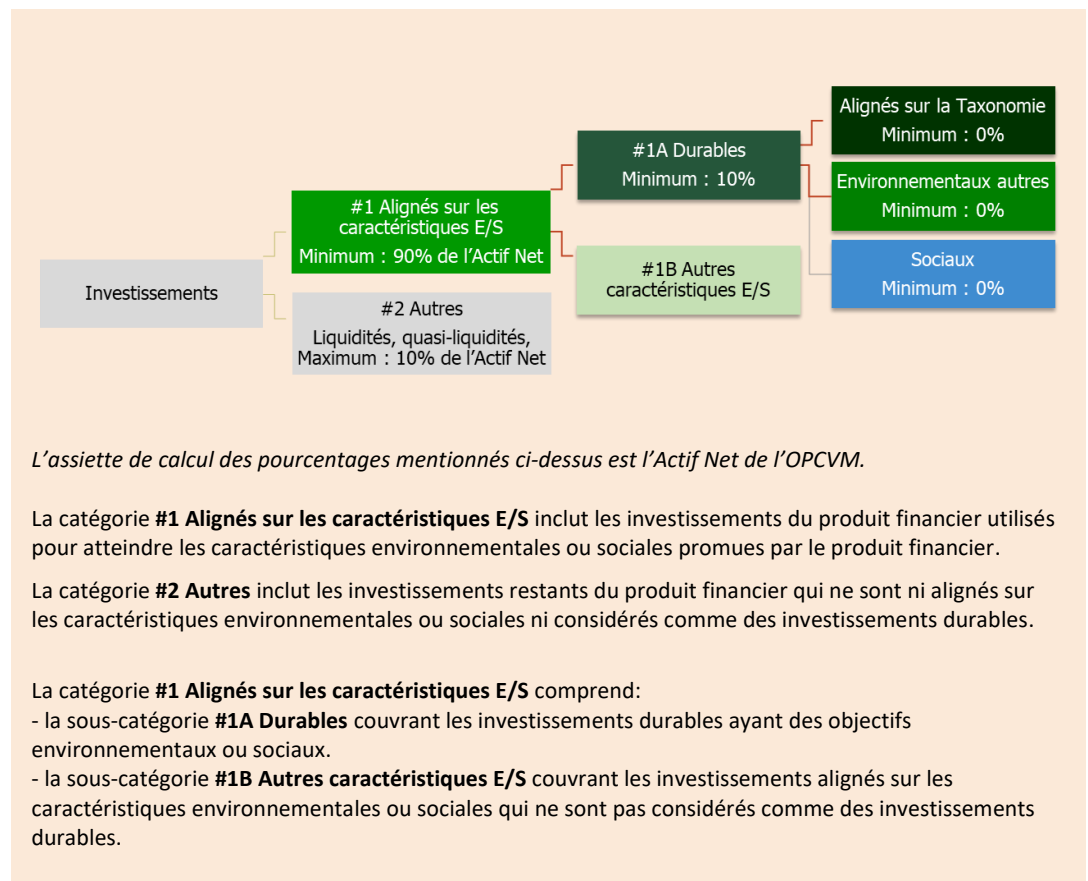 Investissements
#1 Alignés sur les
caractéristiques E/S
Minimum : 90% de l'Actif Net
#2 Autres
Liquidités, quasi-liquidités,
Maximum : 10% de l'Actif Net
#1A Durables
Minimum : 10%
#1B Autres
caractéristiques E/S
Alignés sur la Taxonomie
Minimum : 0%
Environnementaux autres
Minimum : 0%
Sociaux
Minimum : 0%
L'assiette de calcul des pourcentages mentionnés ci-dessus est l'Actif Net de l'OPCVM.
La catégorie #1 Alignés sur les caractéristiques E/S inclut les investissements du produit financier utilisés
pour atteindre les caractéristiques environnementales ou sociales promues par le produit financier.
La catégorie #2 Autres inclut les investissements restants du produit financier qui ne sont ni alignés sur
les caractéristiques environnementales ou sociales ni considérés comme des investissements durables.
La catégorie #1 Alignés sur les caractéristiques E/S comprend:
- la sous-catégorie #1A Durables couvrant les investissements durables ayant des objectifs
environnementaux ou sociaux.
- la sous-catégorie #1B Autres caractéristiques E/S couvrant les investissements alignés sur les
caractéristiques environnementales ou sociales qui ne sont pas considérés comme des investissements
durables.